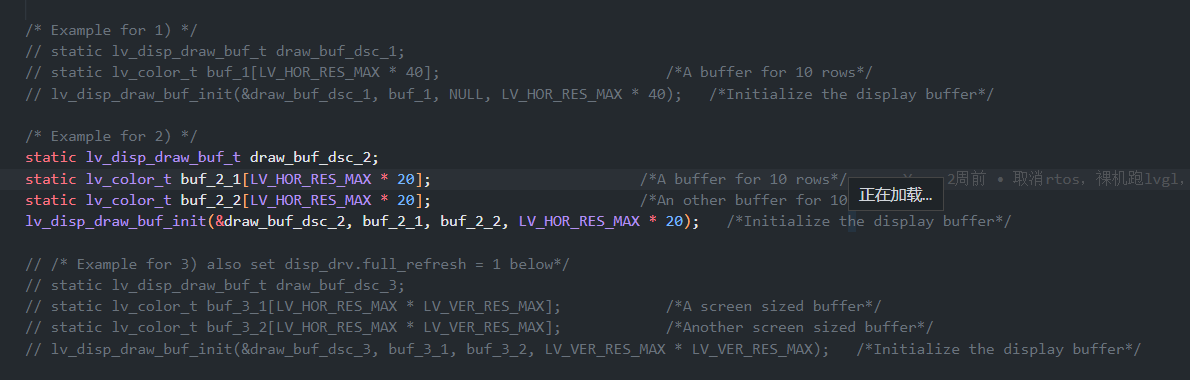 /* Example for 1) */
// static lv_disp_draw_buf_t draw_buf_dsc_1;
// static lv_color_t buf_1[LV_HOR_RES_MAX * 40]; /*A buffer for 10 rows*/
// lv_disp_draw_buf_init(&draw_buf_dsc_1, buf_1, NULL, LV_HOR_RES_MAX * 40); /*Initialize the display buffer*/
/* Example for 2) */
static lv_disp_draw_buf_t draw_buf_dsc_2;
static lv_color_t buf_2_1[LV_HOR_RES_MAX * 20]; /*A buffer for 10 rows*/ 2周前 • 取消rtos，裸机跑lvgl，
static lv_color_t buf_2_2[LV_HOR_RES_MAX * 20]; /*An other buffer for 10
正在加载...
lv_disp_draw_buf_init(&draw_buf_dsc_2, buf_2_1, buf_2_2, LV_HOR_RES_MAX * 20); /*Initialize the display buffer*/
// /* Example for 3) also set disp_drv.full_refresh = 1 below*/
// static lv_disp_draw_buf_t draw_buf_dsc_3;
// static lv_color_t buf_3_1[LV_HOR_RES_MAX * LV_VER_RES_MAX]; /*A screen sized buffer*/
// static lv_color_t buf_3_2[LV_HOR_RES_MAX * LV_VER_RES_MAX]; /*Another screen sized buffer*/
// lv_disp_draw_buf_init(&draw_buf_dsc_3, buf_3_1, buf_3_2, LV_VER_RES_MAX * LV_VER_RES_MAX); /*Initialize the display buffer*/